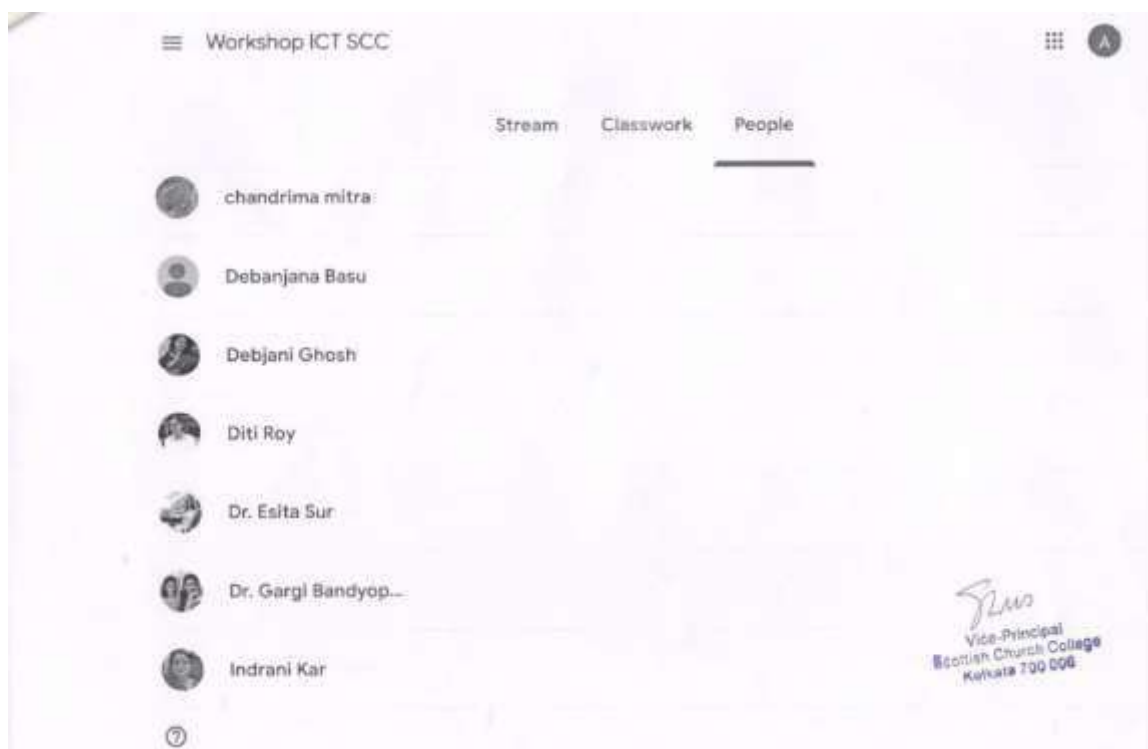 Workshop ICT SCC
A
Stream Classwork People
chandrima mitra
Debanjana Basu
Debjani Ghosh
Diti Roy
Dr. Esita Sur
Dr. Gargi Bandyop...
Indrani Kar
Vice-Principal
Scottish Church College
Kolkata 700 006